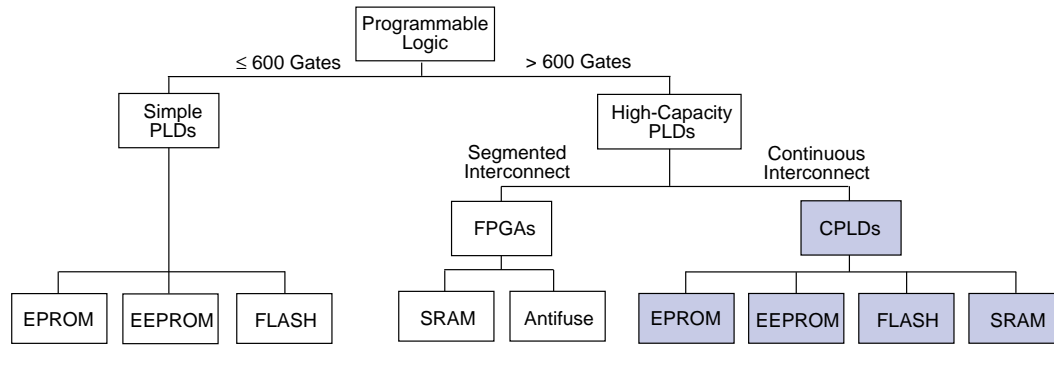 Programmable
Logic
≤ 600 Gates
> 600 Gates
Simple
PLDs
High-Capacity
PLDs
Segmented
Interconnect
Continuous
Interconnect
FPGAs
CPLDs
EPROM
EEPROM
FLASH
SRAM
Antifuse
EPROM
EEPROM
FLASH
SRAM